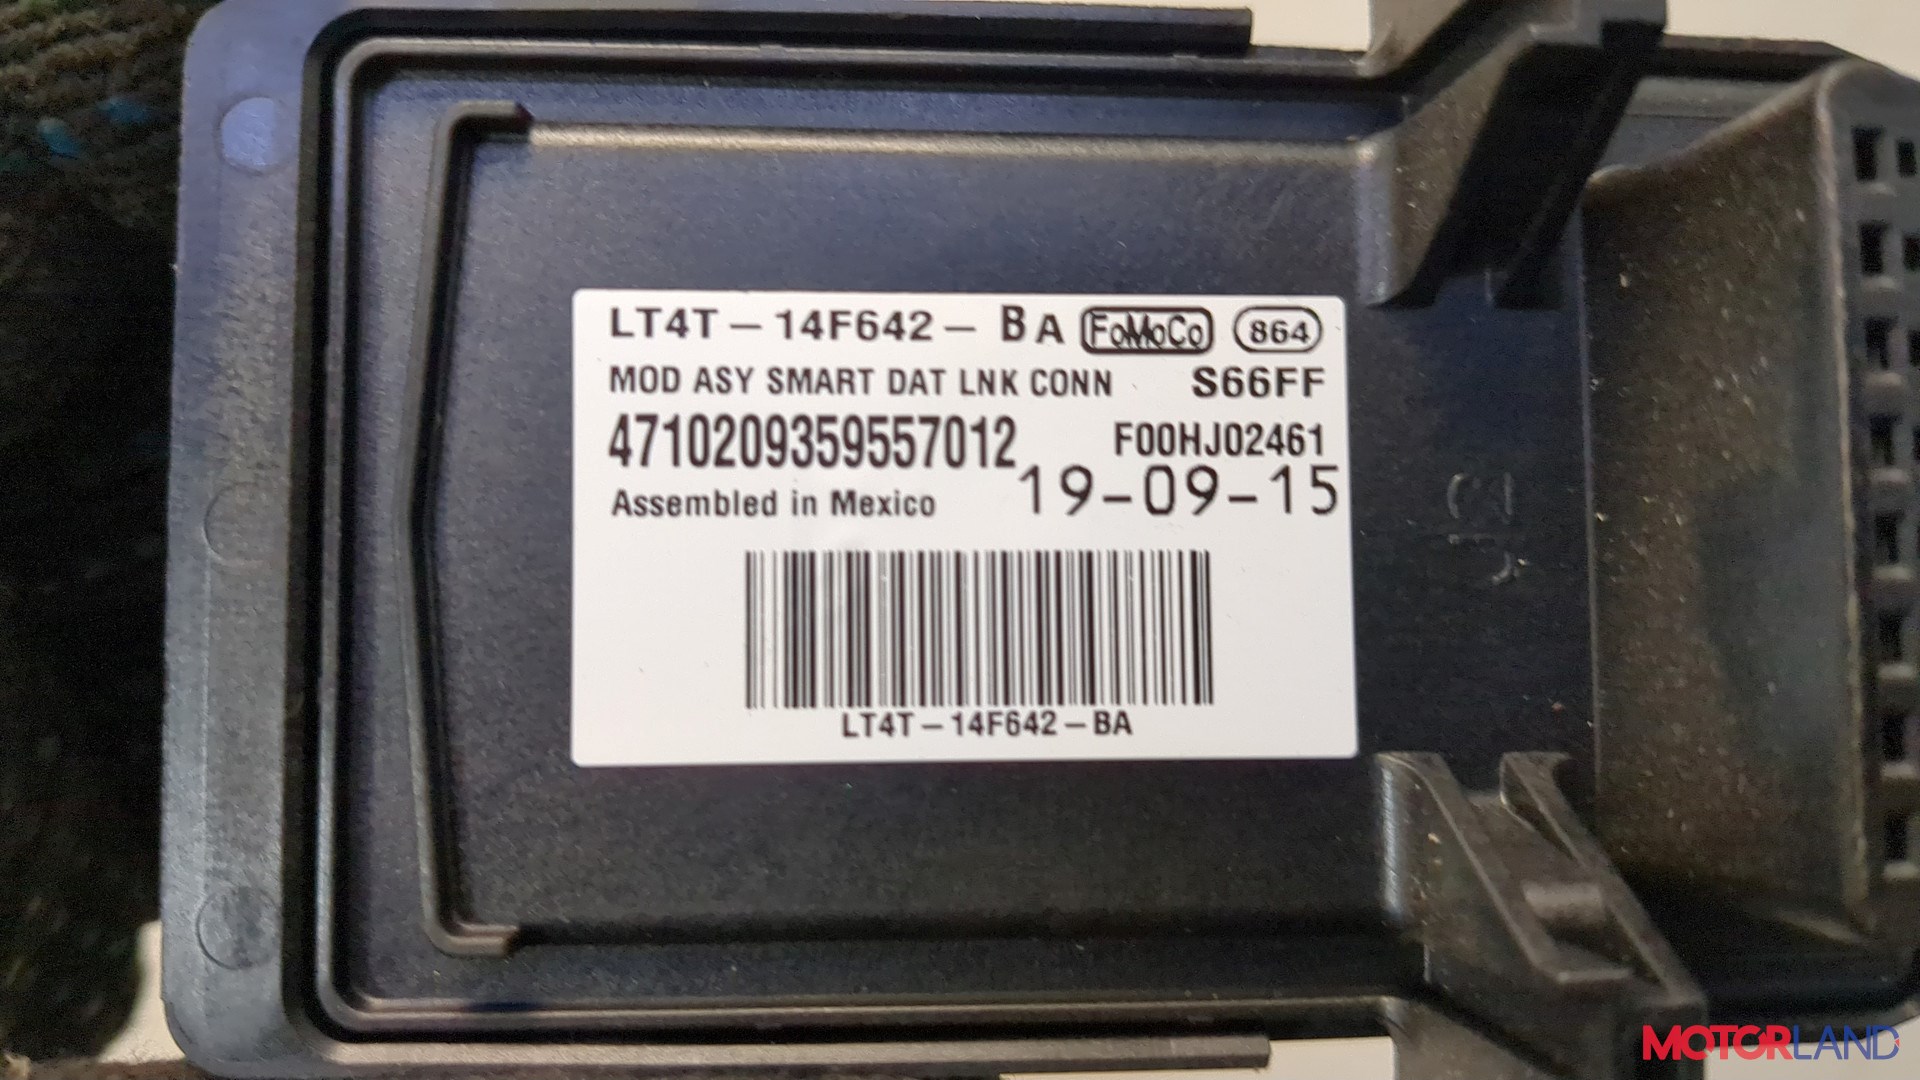 LT4T – 14F642 – BA FoMoCo 864
MOD ASY SMART DAT LNK CONN S66FF
4710209359557012 F00HJ02461
Assembled in Mexico 19-09-15
LT4T – 14F642 – BA
MOTORLAND